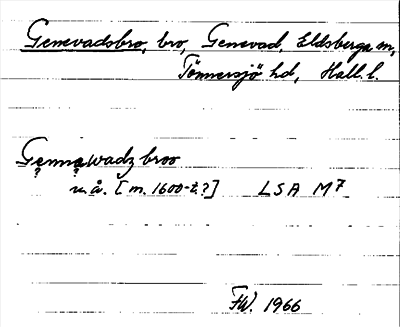 Genevadsbro, bro, Genevad, Eldsberga sn,
Tönnersjö hd, Hall. l.
Gennawadz broo
u. å. [m. 1600-t.?] LSA M7
FW. 1966